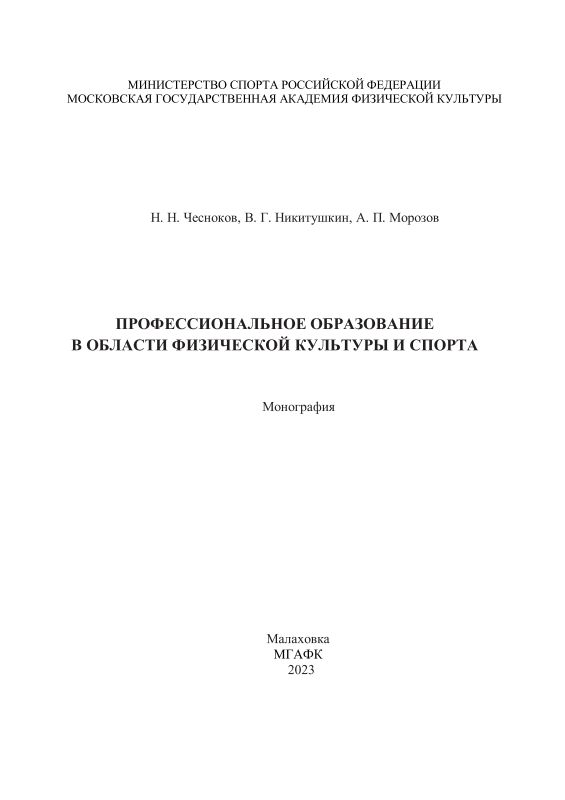 МИНИСТЕРСТВО СПОРТА РОССИЙСКОЙ ФЕДЕРАЦИИ
МОСКОВСКАЯ ГОСУДАРСТВЕННАЯ АКАДЕМИЯ ФИЗИЧЕСКОЙ КУЛЬТУРЫ
Н. Н. Чесноков, В. Г. Никитушкин, А. П. Морозов
ПРОФЕССИОНАЛЬНОЕ ОБРАЗОВАНИЕ
В ОБЛАСТИ ФИЗИЧЕСКОЙ КУЛЬТУРЫ И СПОРТА
Монография
Малаховка
МГАФК
2023